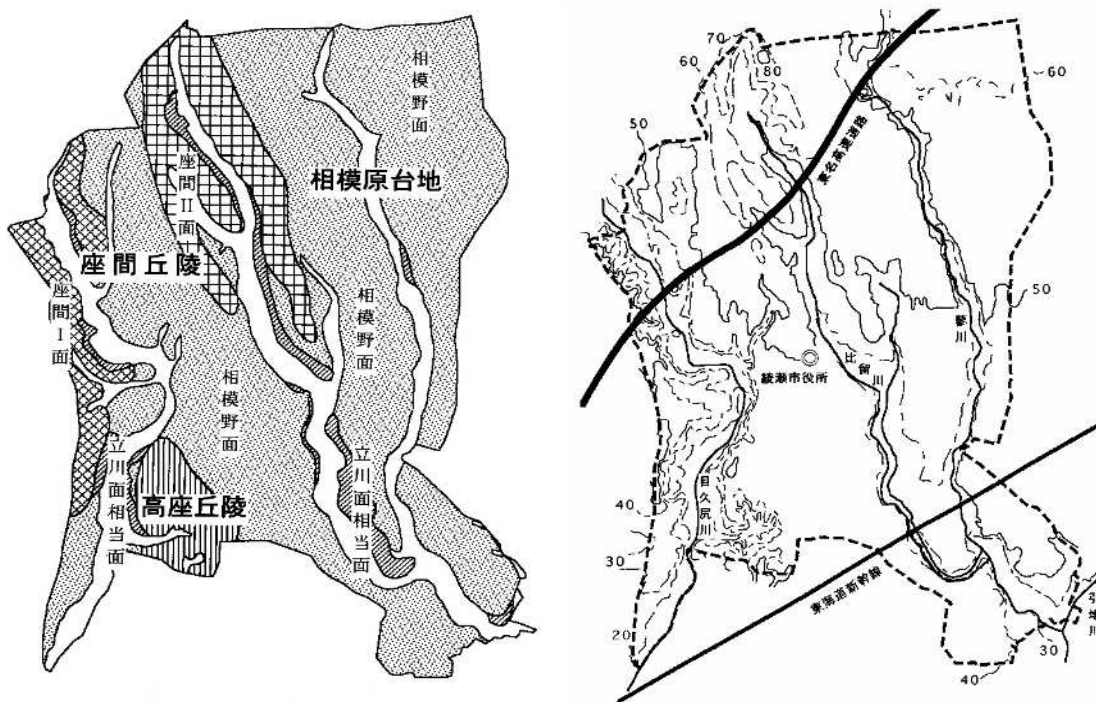 相模野面
相模原台地
座間Ⅱ面
座間丘陵
座間Ⅰ面
相模野面
相模野面
立川面相当面
立川面相当面
高座丘陵
70
60
80
60
50
東名高速道路
50
蓼川
比留川
綾瀬市役所
目久尻川
40
30
20
東海道新幹線
引地川
30
40